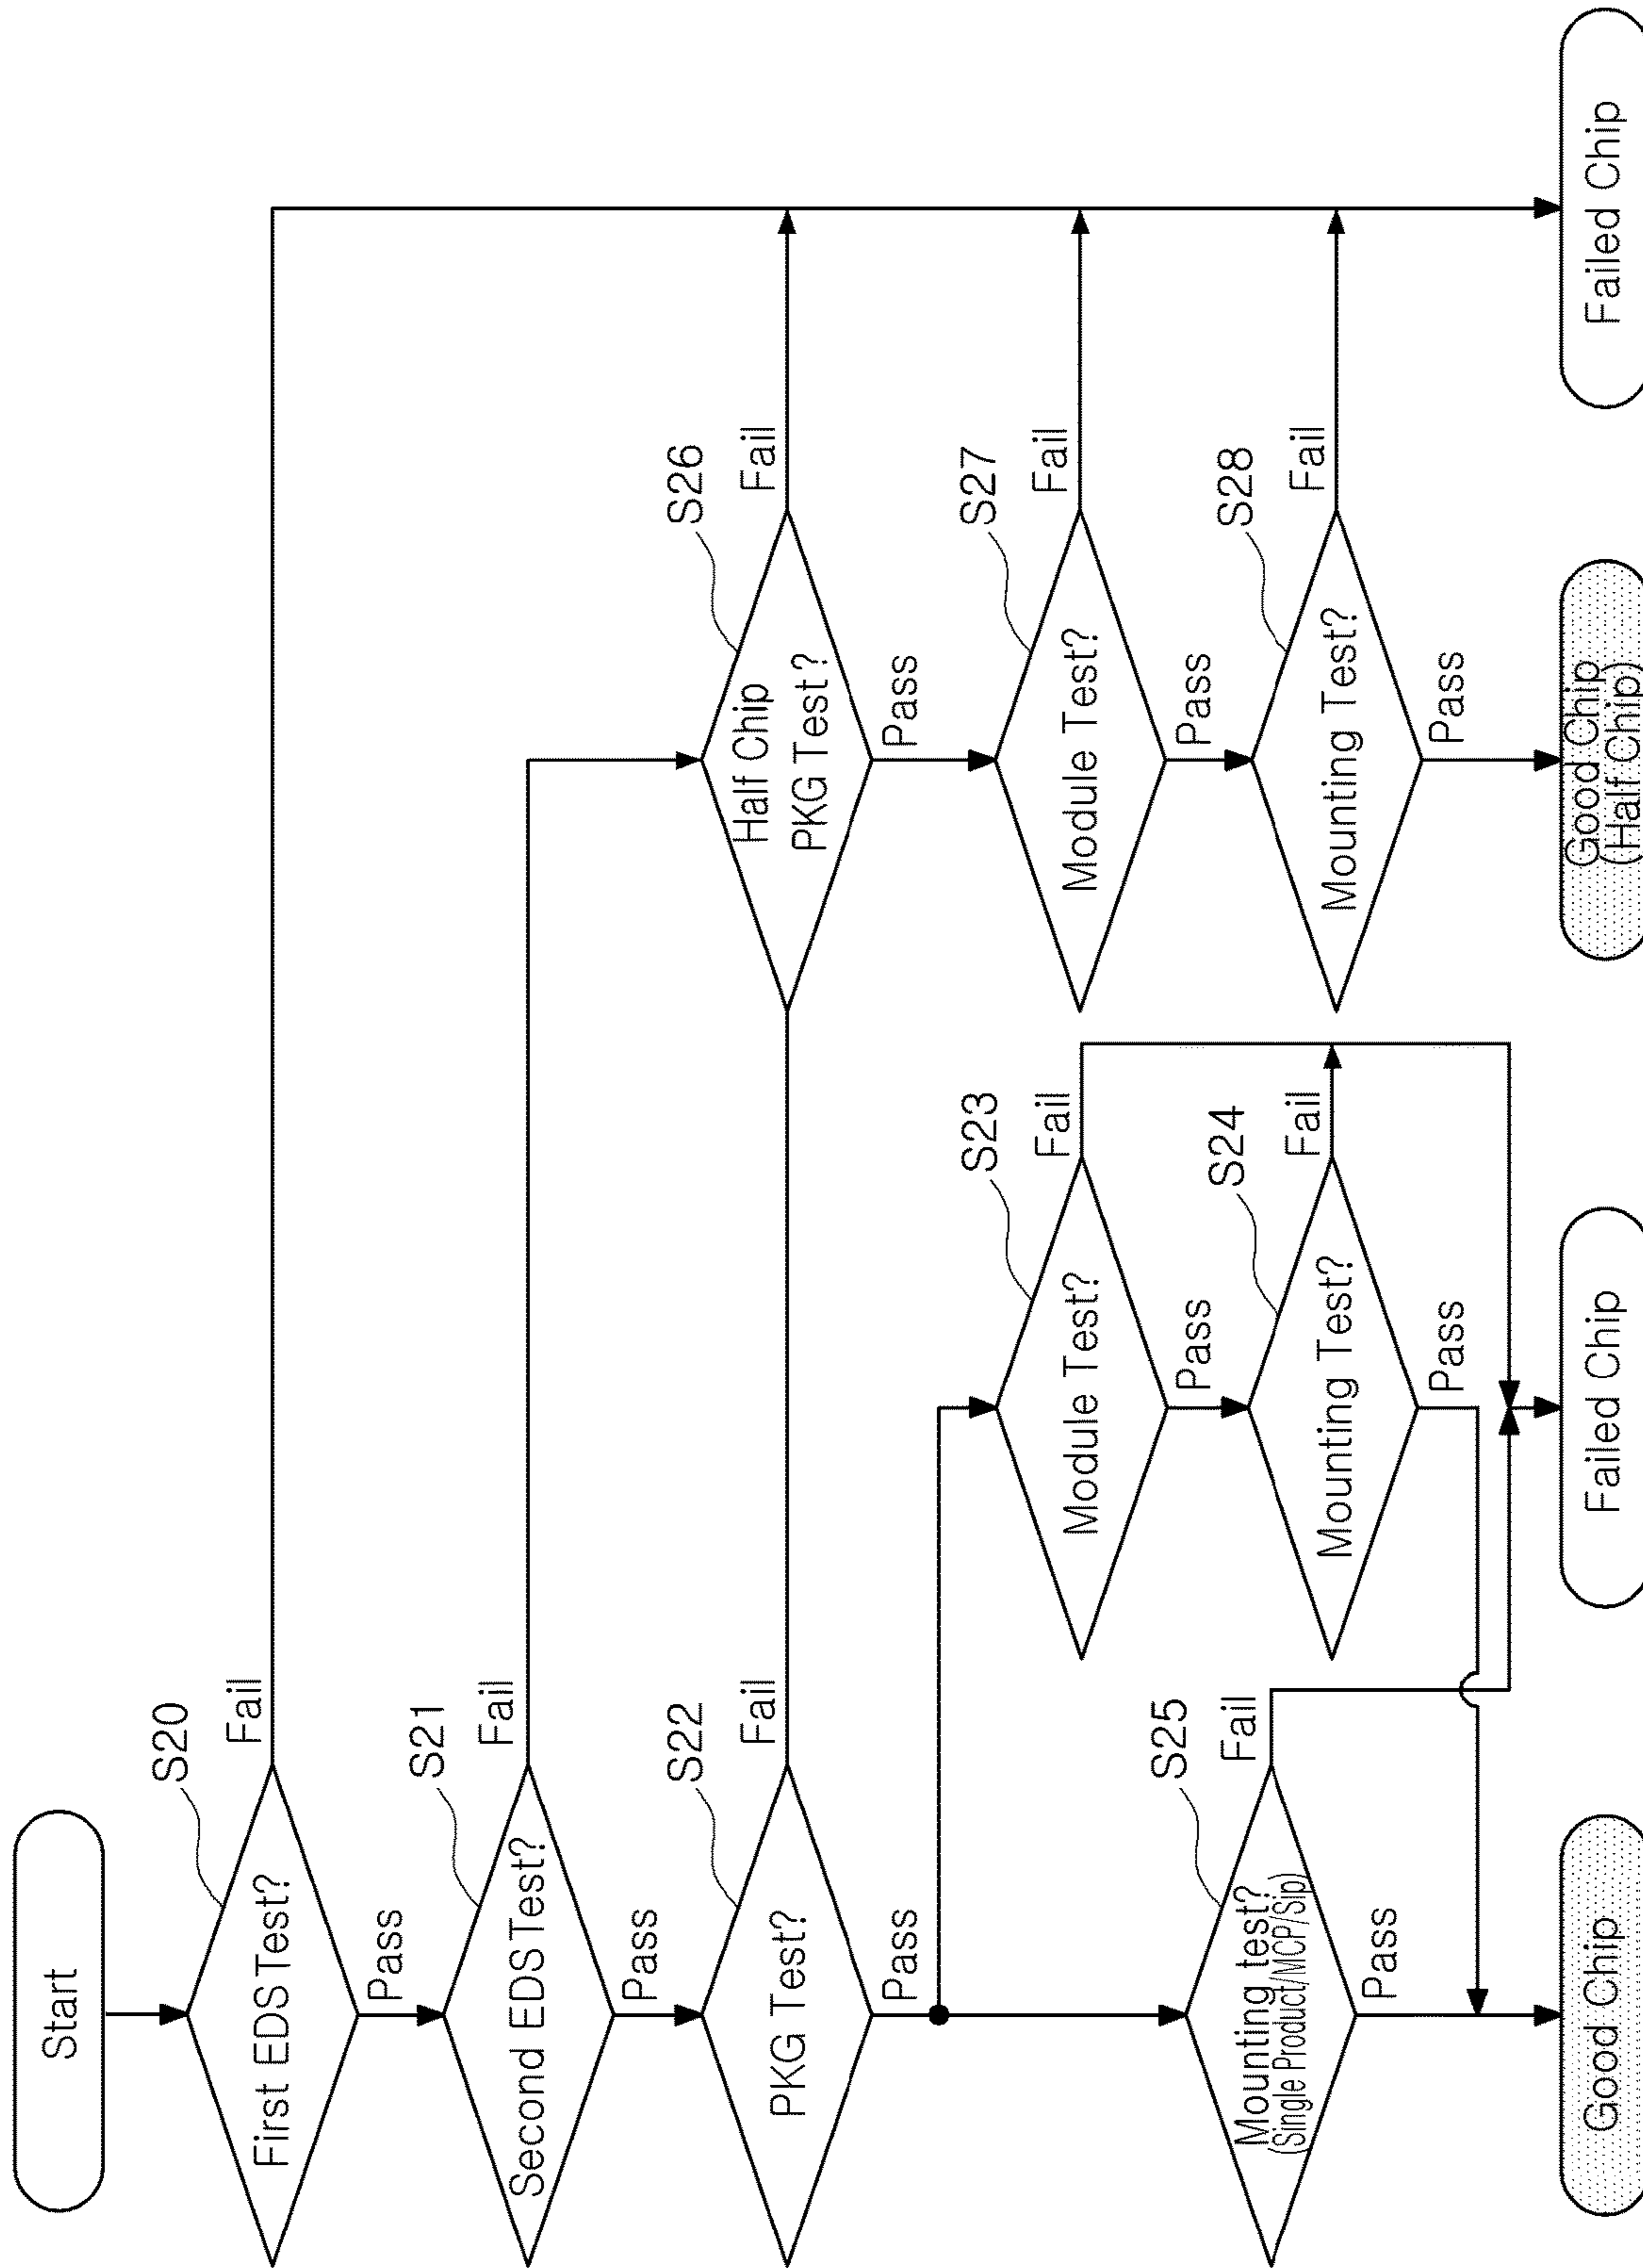 Start
S20
First EDS Test?
Fail
Pass
S21
Second EDS Test?
Fail
Pass
S22
PKG Test?
Fail
Pass
S26
Half Chip
PKG Test?
Fail
Pass
S23
Module Test?
Fail
Pass
S27
Module Test?
Fail
Pass
S25
Mounting test?
(Single Product/MCP/Sip)
Fail
Pass
S24
Mounting Test?
Fail
Pass
S28
Mounting Test?
Fail
Pass
Good Chip
Failed Chip
Good Chip
(Half Chip)
Failed Chip